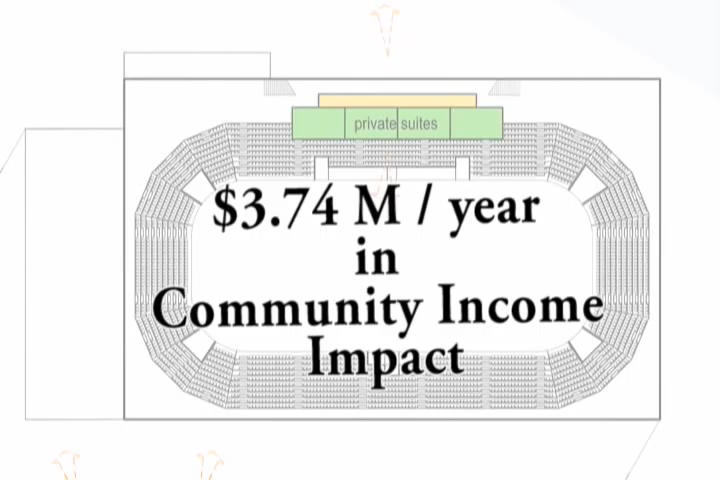 private suites
$3.74 M / year
in
Community Income
Impact